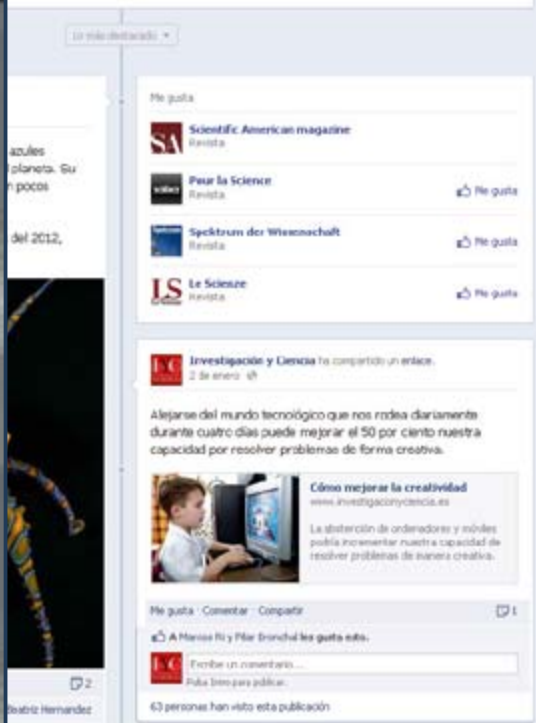 Lo más destacado
azules
planeta. Su
n pocos
del 2012,
2
Beatriz Hernandez
Me gusta
SA
Scientific American magazine
Revista
Pour la Science
Revista
Me gusta
Spektrum der Wissenschaft
Revista
Me gusta
LS
Le Scienze
Revista
Me gusta
IYC
Investigación y Ciencia ha compartido un enlace.
2 de enero
Alejarse del mundo tecnológico que nos rodea diariamente
durante cuatro días puede mejorar el 50 por ciento nuestra
capacidad por resolver problemas de forma creativa.
Cómo mejorar la creatividad
www.investigacionyciencia.es
La abstención de ordenadores y móviles
podría incrementar nuestra capacidad de
resolver problemas de manera creativa.
Me gusta · Comentar · Compartir
1
A Marcos Ri y Pilar Bronchal les gusta esto.
IYC
Escribe un comentario...
Pulsa Intro para publicar.
63 personas han visto esta publicación